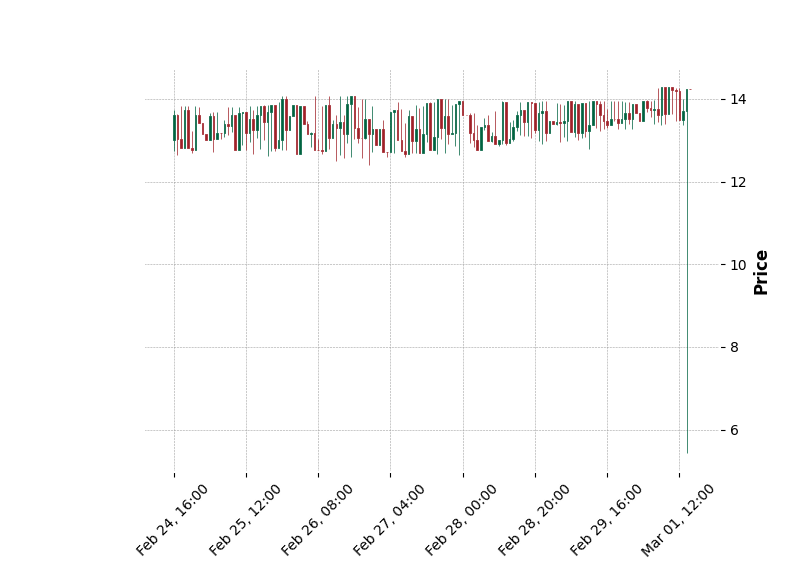 14
12
10
8
6
Price
Feb 24, 16:00
Feb 25, 12:00
Feb 26, 08:00
Feb 27, 04:00
Feb 28, 00:00
Feb 28, 20:00
Feb 29, 16:00
Mar 01, 12:00